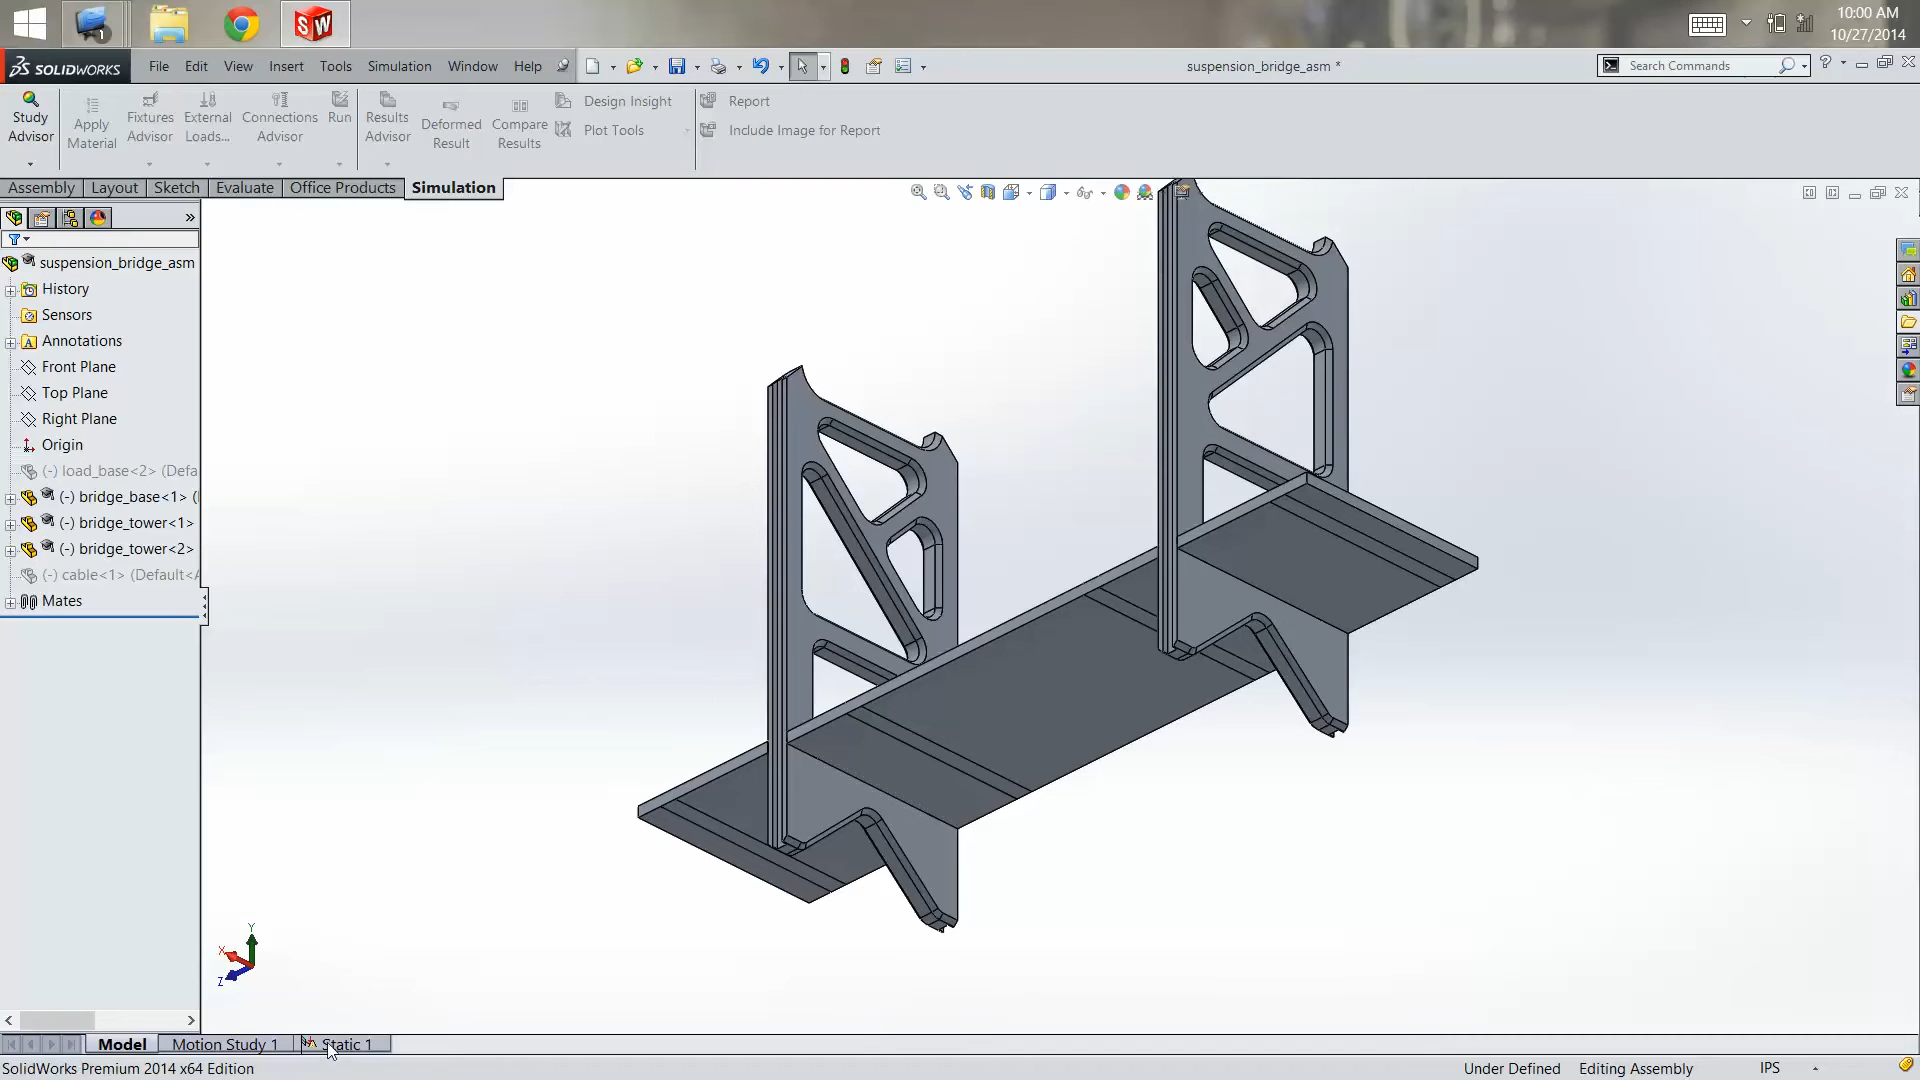 10:00 AM
10/27/2014
1
SOLIDWORKS
File Edit View Insert Tools Simulation Window Help
suspension_bridge_asm *
Search Commands
Study Advisor
Apply Material
Fixtures Advisor
External Loads...
Connections Advisor
Run
Results Advisor
Deformed Result
Compare Results
Design Insight
Plot Tools
Report
Include Image for Report
Assembly Layout Sketch Evaluate Office Products Simulation
suspension_bridge_asm
History
Sensors
Annotations
Front Plane
Top Plane
Right Plane
Origin
(-) load_base<2> (Defa
(-) bridge_base<1> (
(-) bridge_tower<1>
(-) bridge_tower<2>
(-) cable<1> (Default<
Mates
Y
X
Z
Model Motion Study 1 Static 1
SolidWorks Premium 2014 x64 Edition
Under Defined Editing Assembly IPS